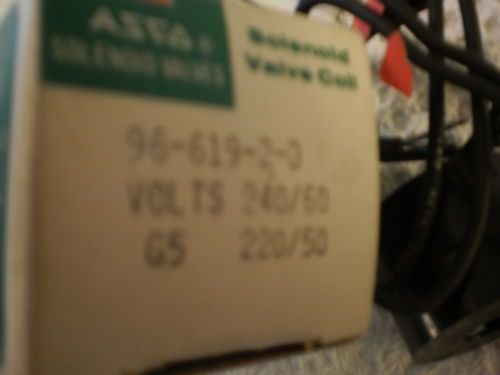 ASCO
SOLENOID VALVES
Solenoid
Valve Coil
96-619-2-D
VOLTS 240/60
G5 220/50